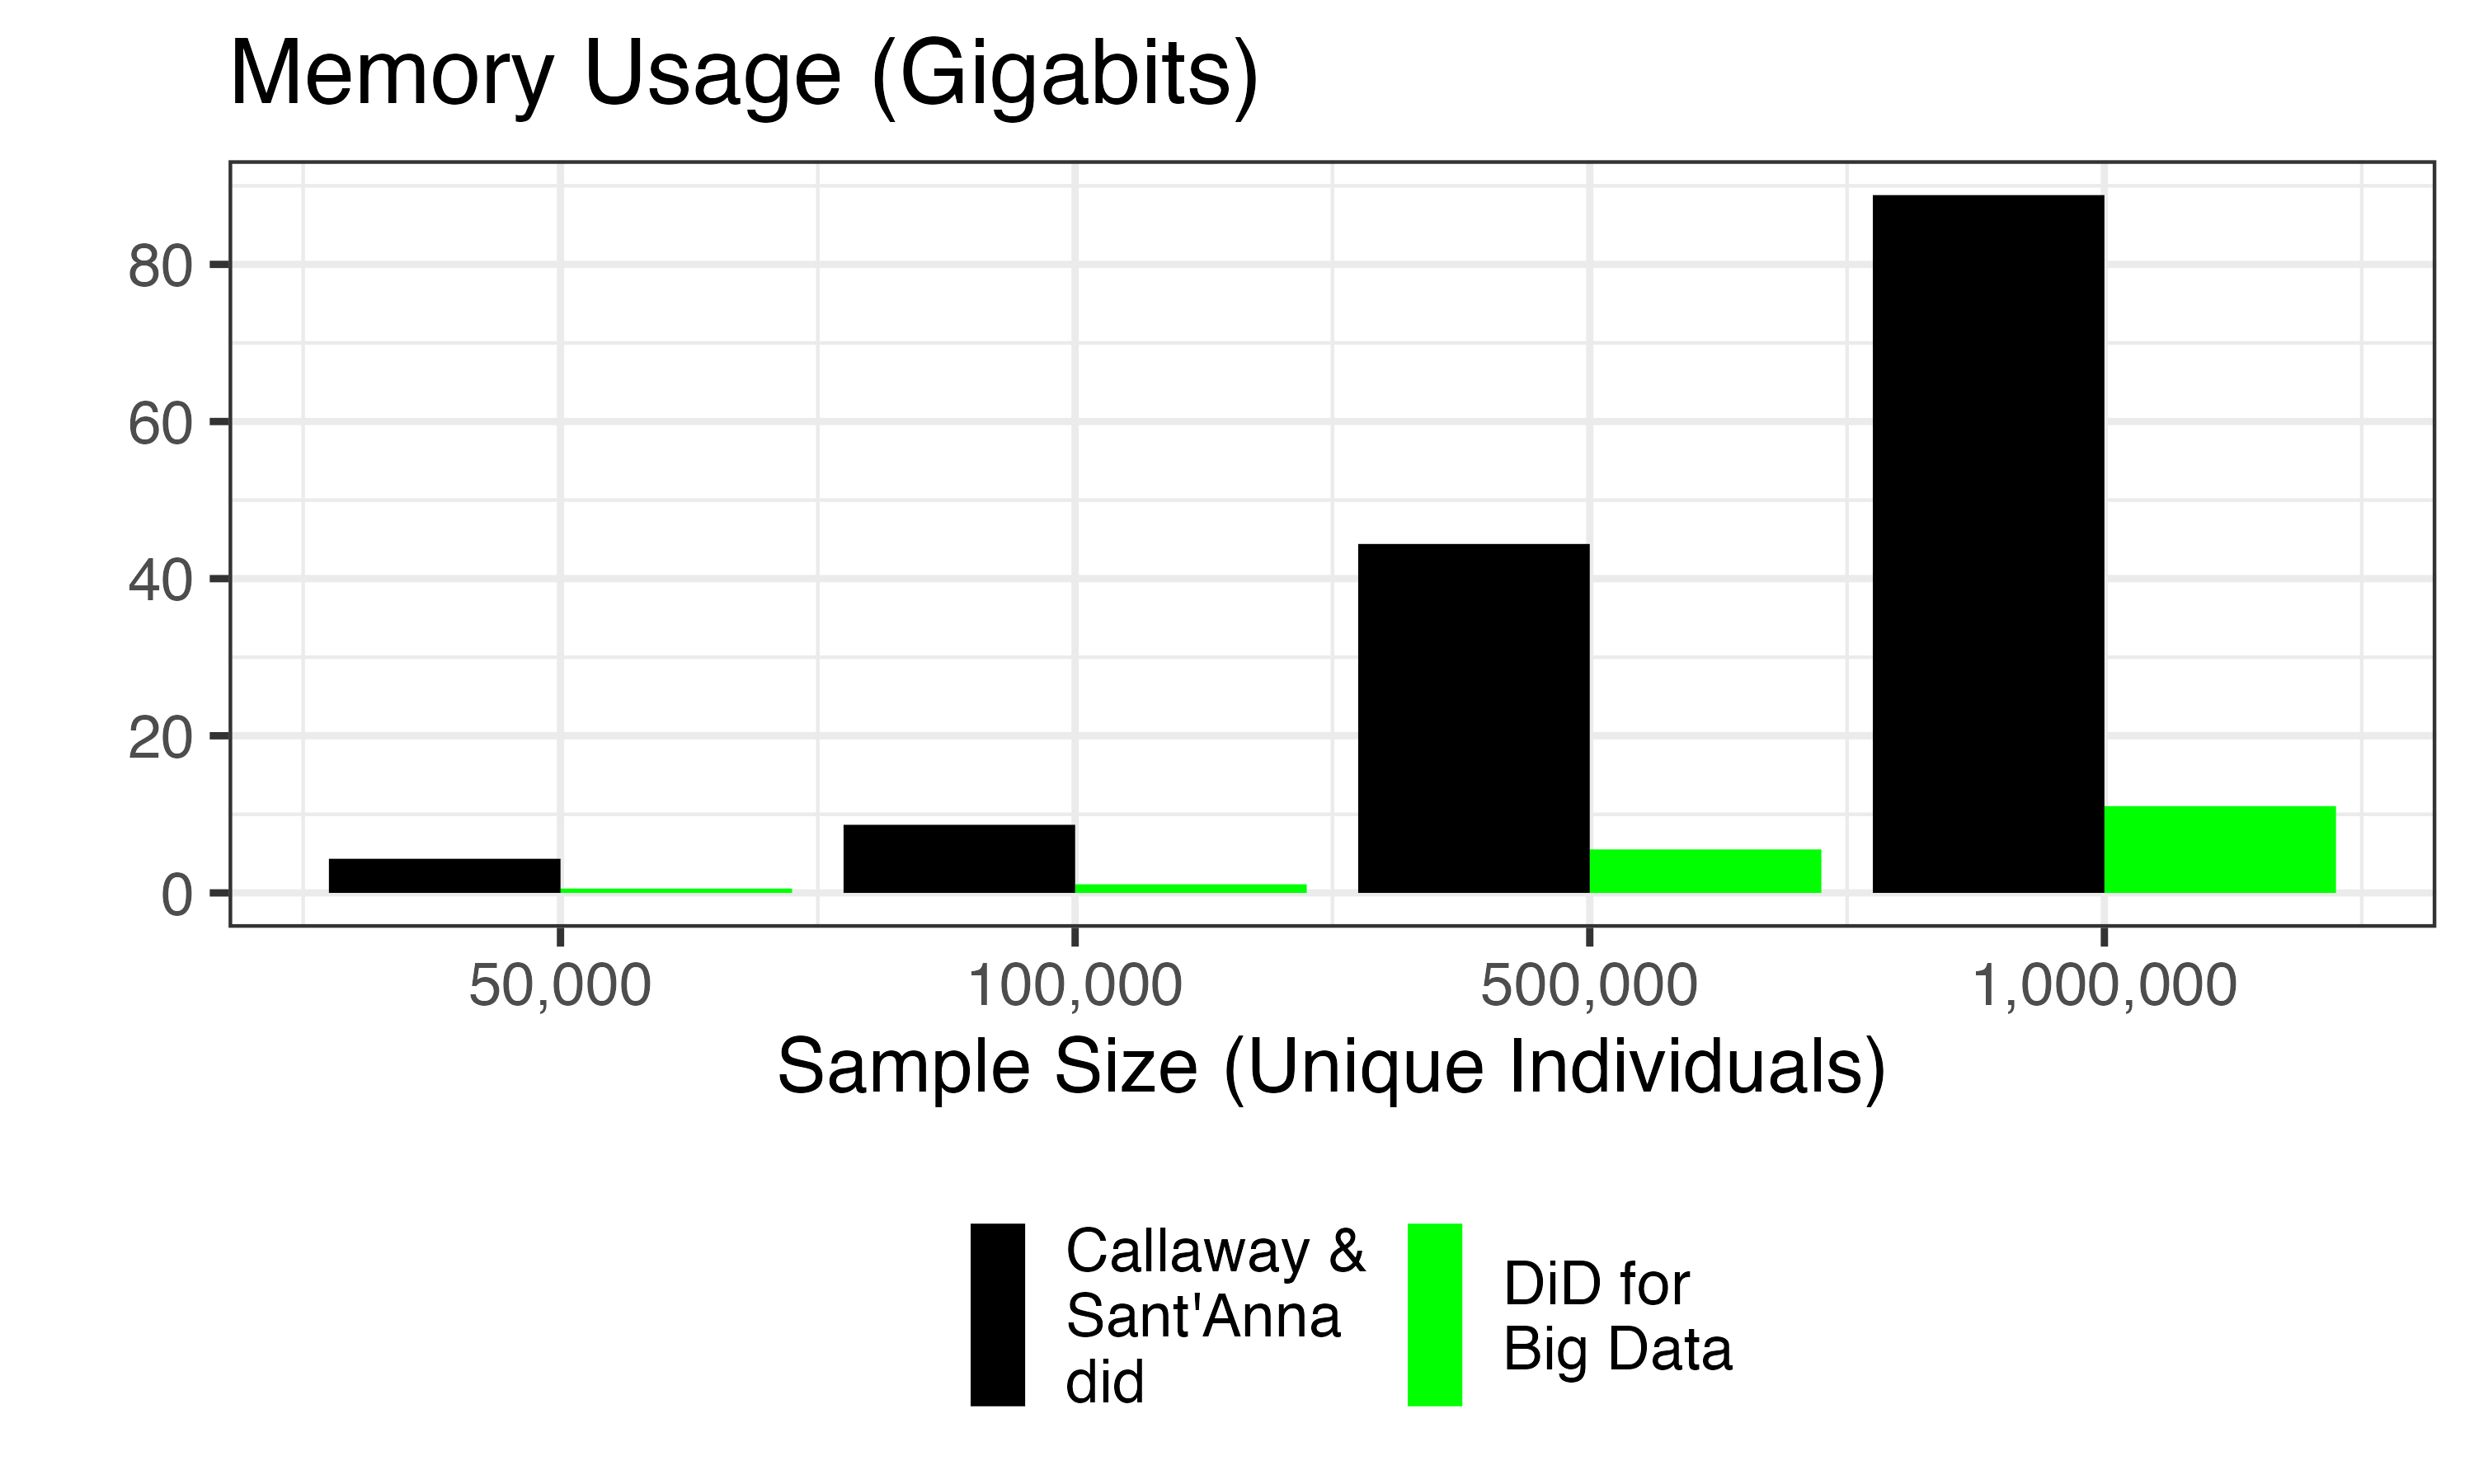 Memory Usage (Gigabits)
80
60
40
20
0
50,000 100,000 500,000 1,000,000
Sample Size (Unique Individuals)
Callaway &
Sant'Anna
did
DiD for
Big Data